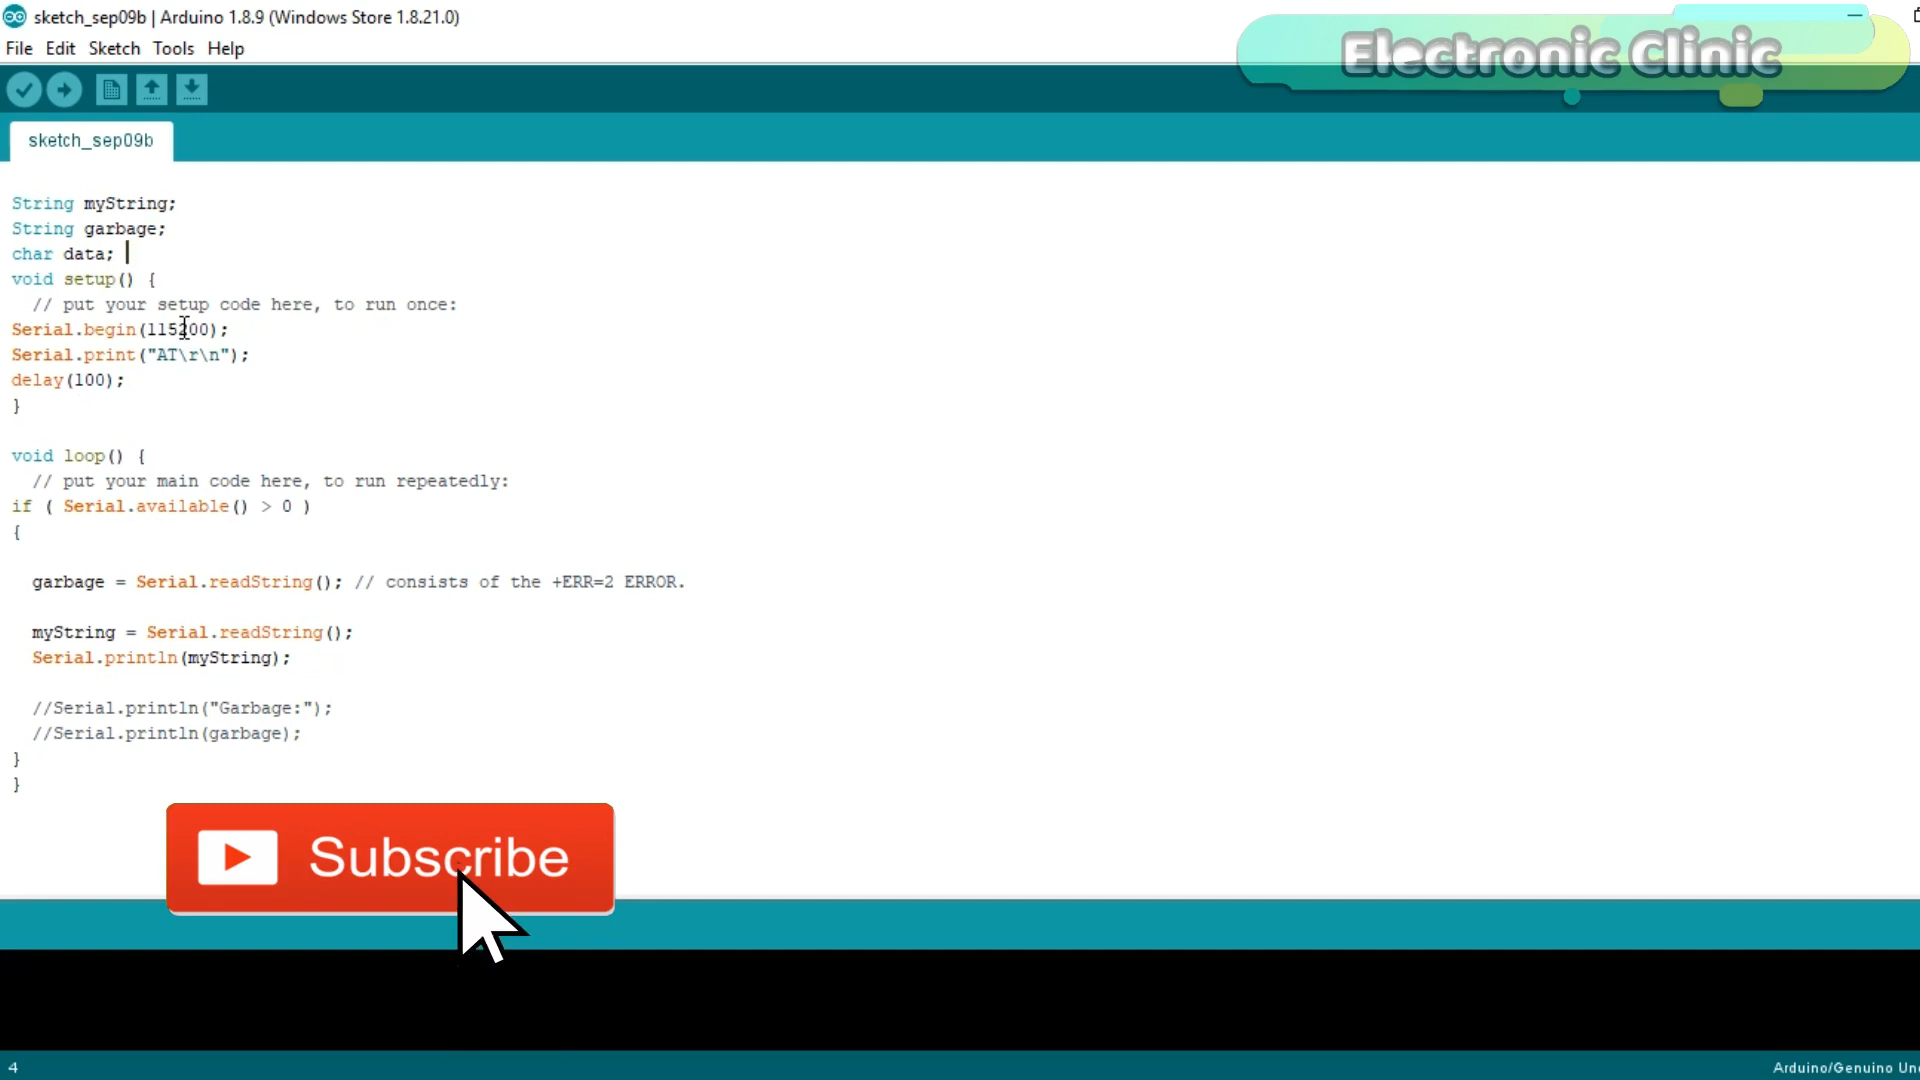 sketch_sep09b | Arduino 1.8.9 (Windows Store 1.8.21.0)
File Edit Sketch Tools Help
Electronic Clinic
sketch_sep09b
String myString;
String garbage;
char data;
void setup() {
  // put your setup code here, to run once:
Serial.begin(115200);
Serial.print("AT\r\n");
delay(100);
}
void loop() {
  // put your main code here, to run repeatedly:
if ( Serial.available() > 0 )
{
  garbage = Serial.readString(); // consists of the +ERR=2 ERROR.
  myString = Serial.readString();
  Serial.println(myString);
  //Serial.println("Garbage:");
  //Serial.println(garbage);
}
}
Subscribe
4
Arduino/Genuino